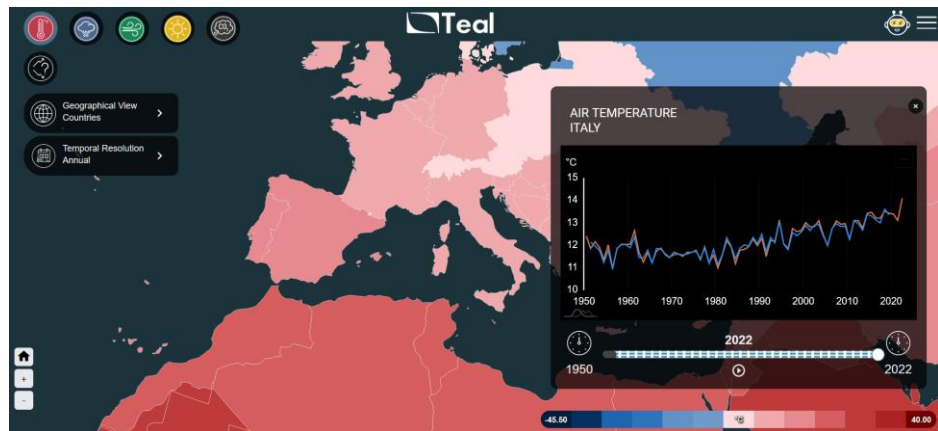 Teal
CO₂
Geographical View
Countries
Temporal Resolution
Annual
AIR TEMPERATURE
ITALY
°C
15
14
13
12
11
10
1950 1960 1970 1980 1990 2000 2010 2020
2022
1950 2022
+
-
-45.50 °C 40.00